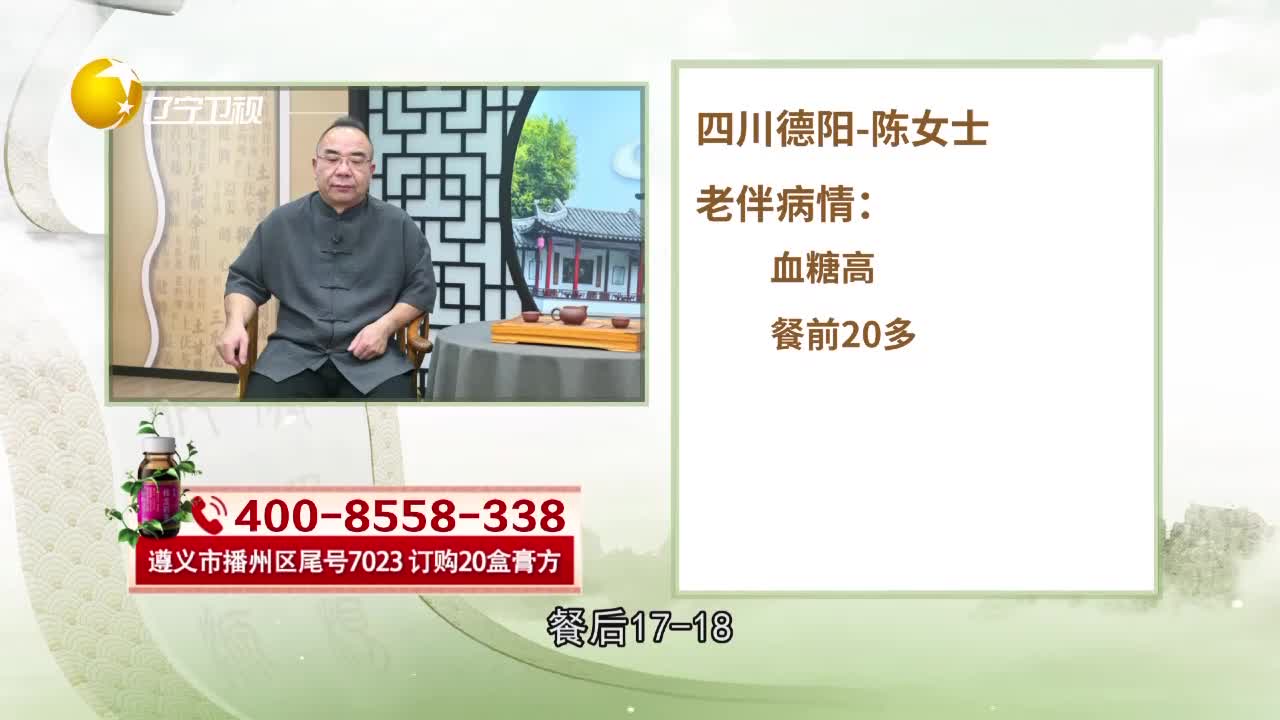 辽宁卫视
四川德阳-陈女士
老伴病情：
血糖高
餐前20多
400-8558-338
遵义市播州区尾号7023 订购20盒膏方
餐后17-18